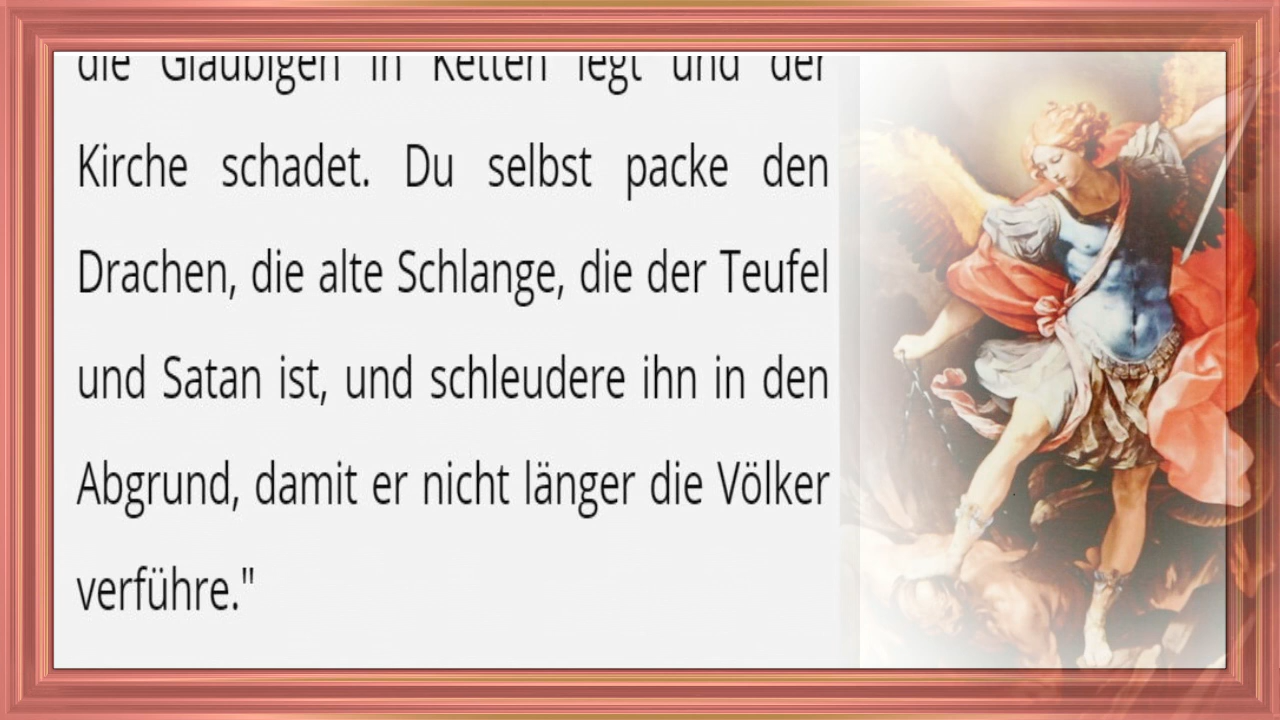 die Gläubigen in Ketten legt und der
Kirche schadet. Du selbst packe den
Drachen, die alte Schlange, die der Teufel
und Satan ist, und schleudere ihn in den
Abgrund, damit er nicht länger die Völker
verführe."